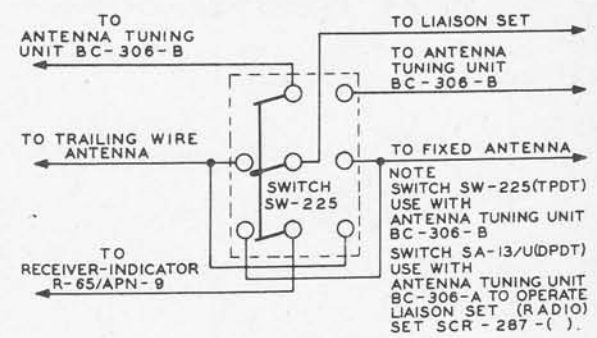 TO
ANTENNA TUNING
UNIT BC-306-B
TO LIAISON SET
TO ANTENNA
TUNING UNIT
BC-306-B
TO TRAILING WIRE
ANTENNA
SWITCH
SW-225
TO FIXED ANTENNA
NOTE
SWITCH SW-225(TPDT)
USE WITH
ANTENNA TUNING UNIT
BC-306-B
SWITCH SA-13/U(DPDT)
USE WITH
ANTENNA TUNING UNIT
BC-306-A TO OPERATE
LIAISON SET (RADIO)
SET SCR-287-( ).
TO
RECEIVER-INDICATOR
R-65/APN-9